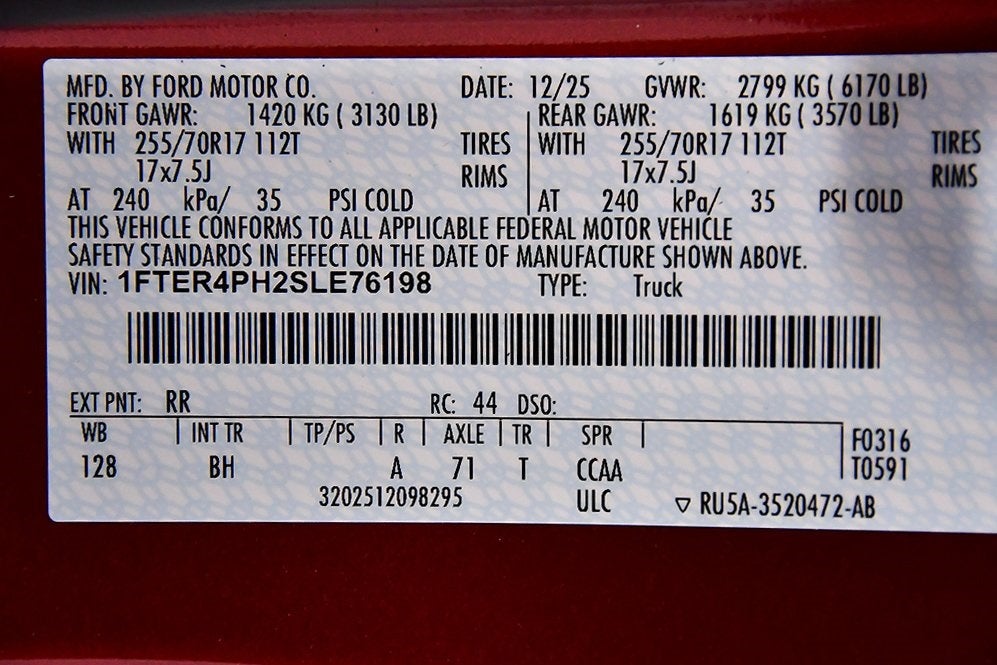 MFD. BY FORD MOTOR CO. DATE: 12/25 GVWR: 2799 KG ( 6170 LB)
FRONT GAWR: 1420 KG ( 3130 LB) REAR GAWR: 1619 KG ( 3570 LB)
WITH 255/70R17 112T TIRES WITH 255/70R17 112T TIRES
17x7.5J RIMS 17x7.5J RIMS
AT 240 kPa/ 35 PSI COLD AT 240 kPa/ 35 PSI COLD
THIS VEHICLE CONFORMS TO ALL APPLICABLE FEDERAL MOTOR VEHICLE
SAFETY STANDARDS IN EFFECT ON THE DATE OF MANUFACTURE SHOWN ABOVE.
VIN: 1FTER4PH2SLE76198 TYPE: Truck
EXT PNT: RR RC: 44 DSO:
WB INT TR TP/PS R AXLE TR SPR F0316
128 BH A 71 T CCAA T0591
3202512098295 ULC ▽ RU5A-3520472-AB